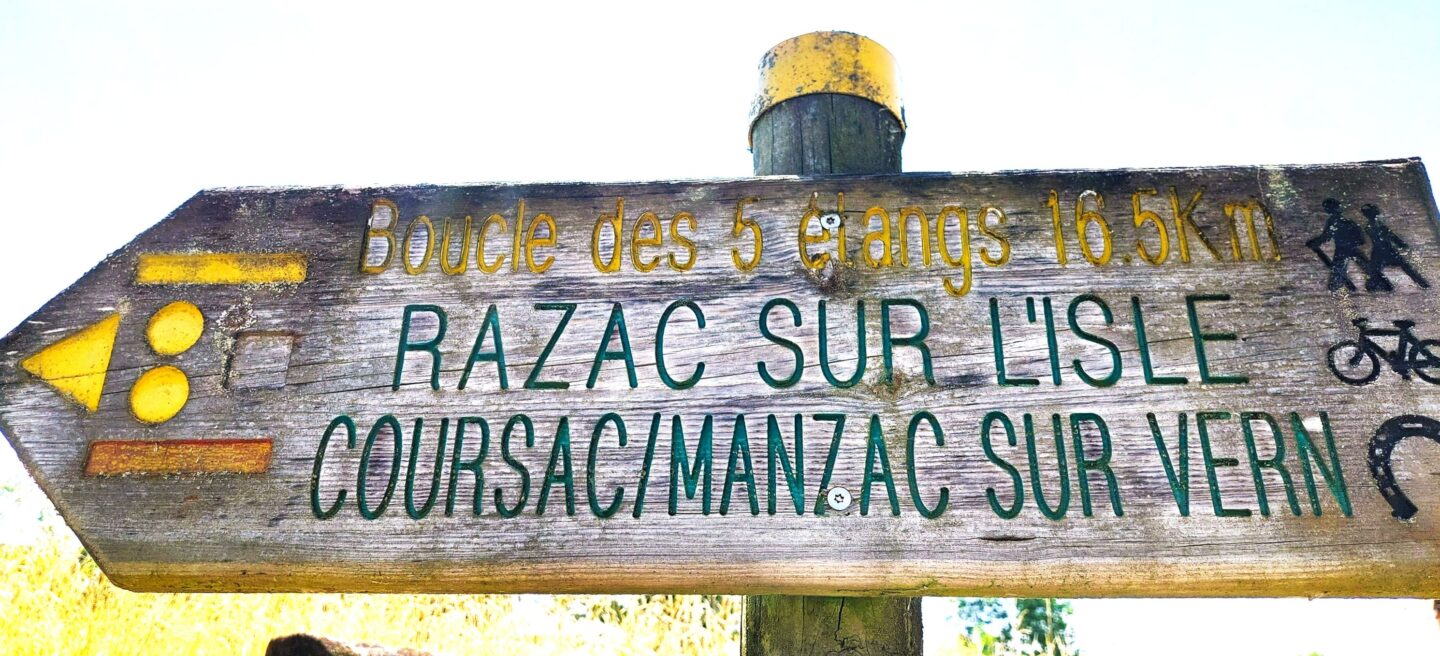 Boucle des 5 étangs 16.5Km
RAZAC SUR L'ISLE
COURSAC/MANZAC SUR VERN